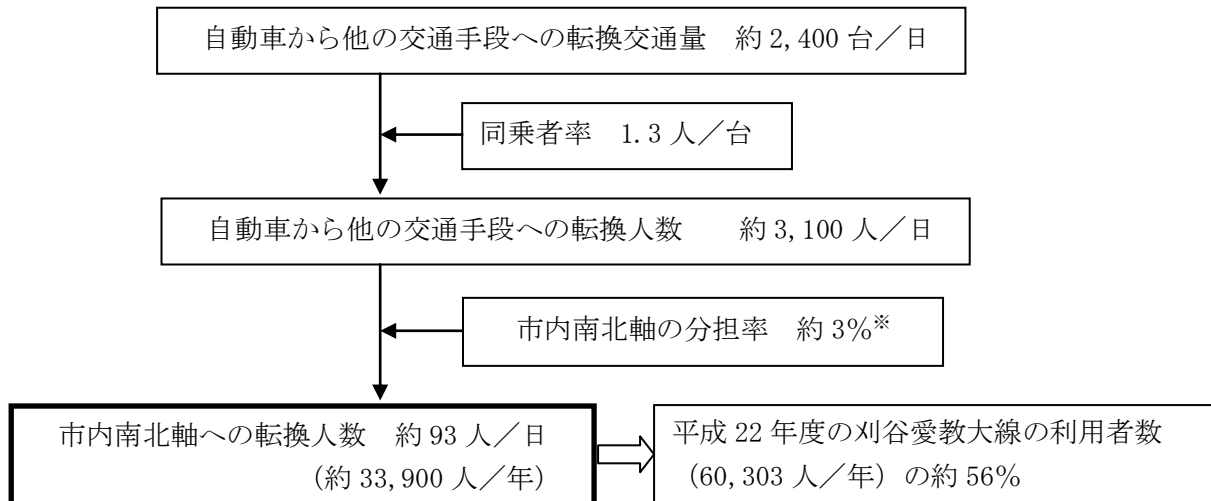 自動車から他の交通手段への転換交通量　約 2,400 台／日
同乗者率　1.3 人／台
自動車から他の交通手段への転換人数　　約 3,100 人／日
市内南北軸の分担率　約 3%※
市内南北軸への転換人数　約 93 人／日
（約 33,900 人／年）
平成 22 年度の刈谷愛教大線の利用者数
（60,303 人／年）の約 56%